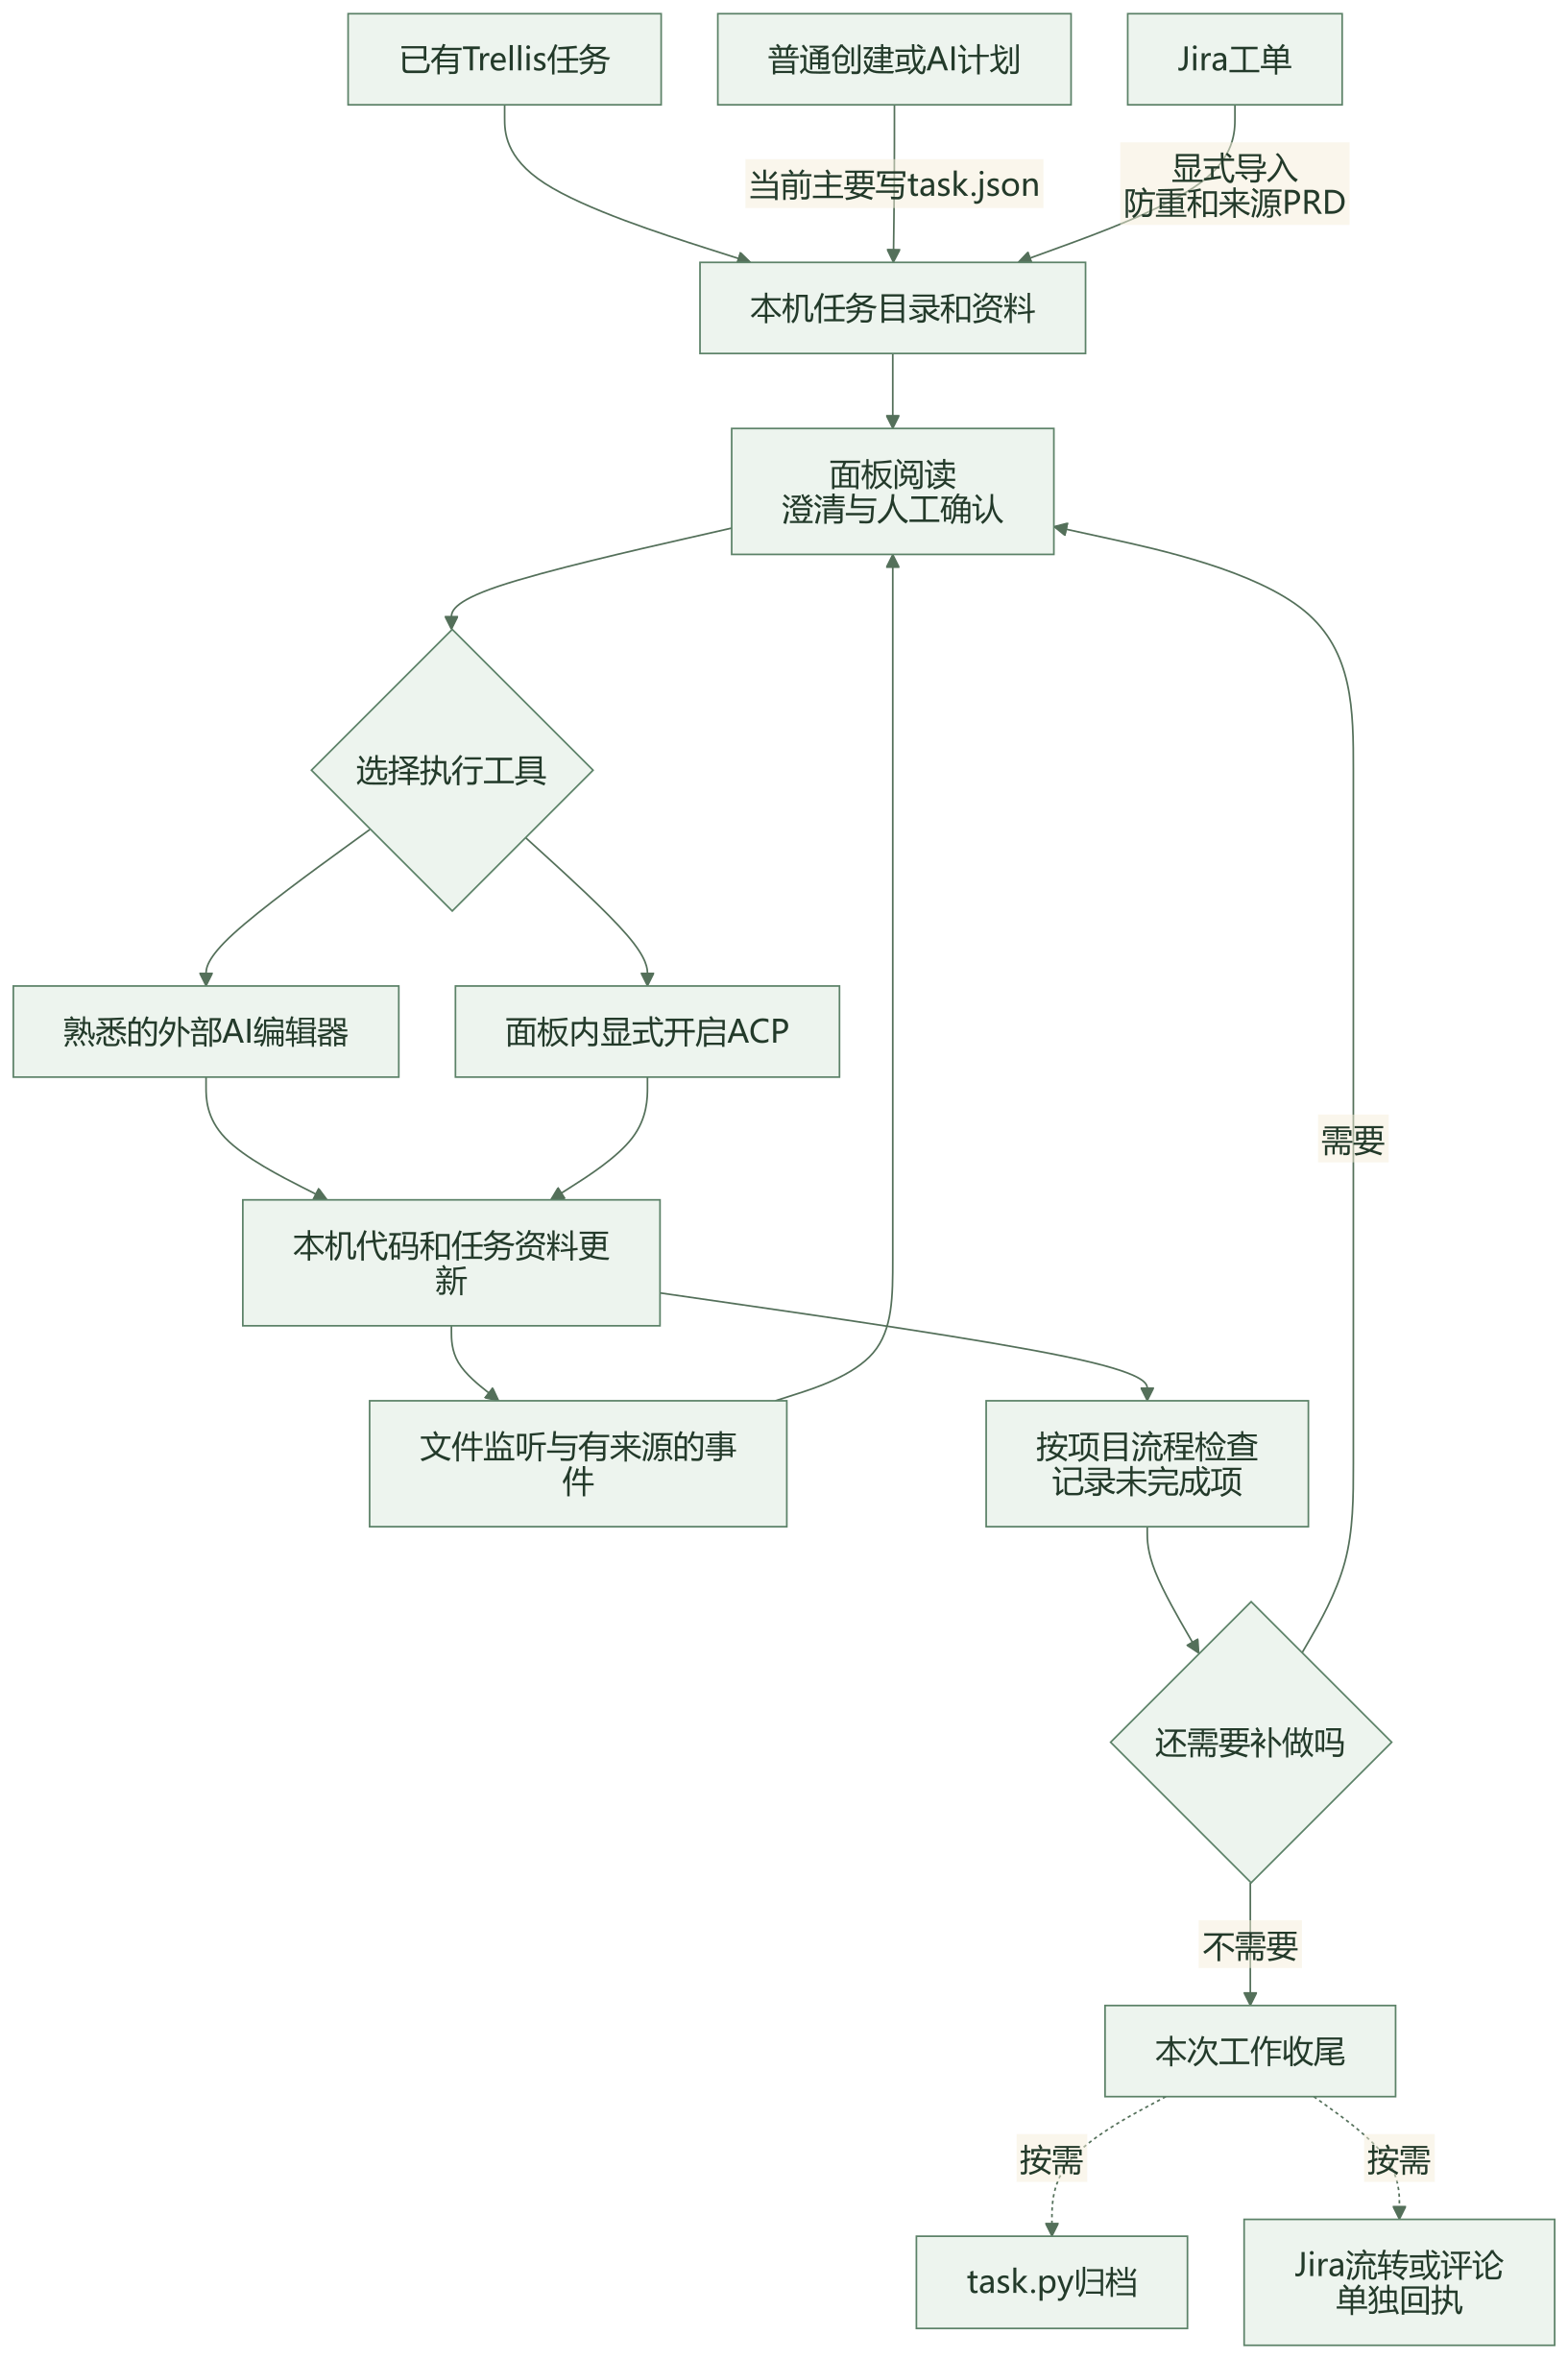 已有Trellis任务
普通创建或AI计划
Jira工单
当前主要写task.json
显式导入
防重和来源PRD
本机任务目录和资料
面板阅读
澄清与人工确认
选择执行工具
熟悉的外部AI编辑器
面板内显式开启ACP
需要
本机代码和任务资料更
新
文件监听与有来源的事
件
按项目流程检查
记录未完成项
还需要补做吗
不需要
本次工作收尾
按需
按需
task.py归档
Jira流转或评论
单独回执